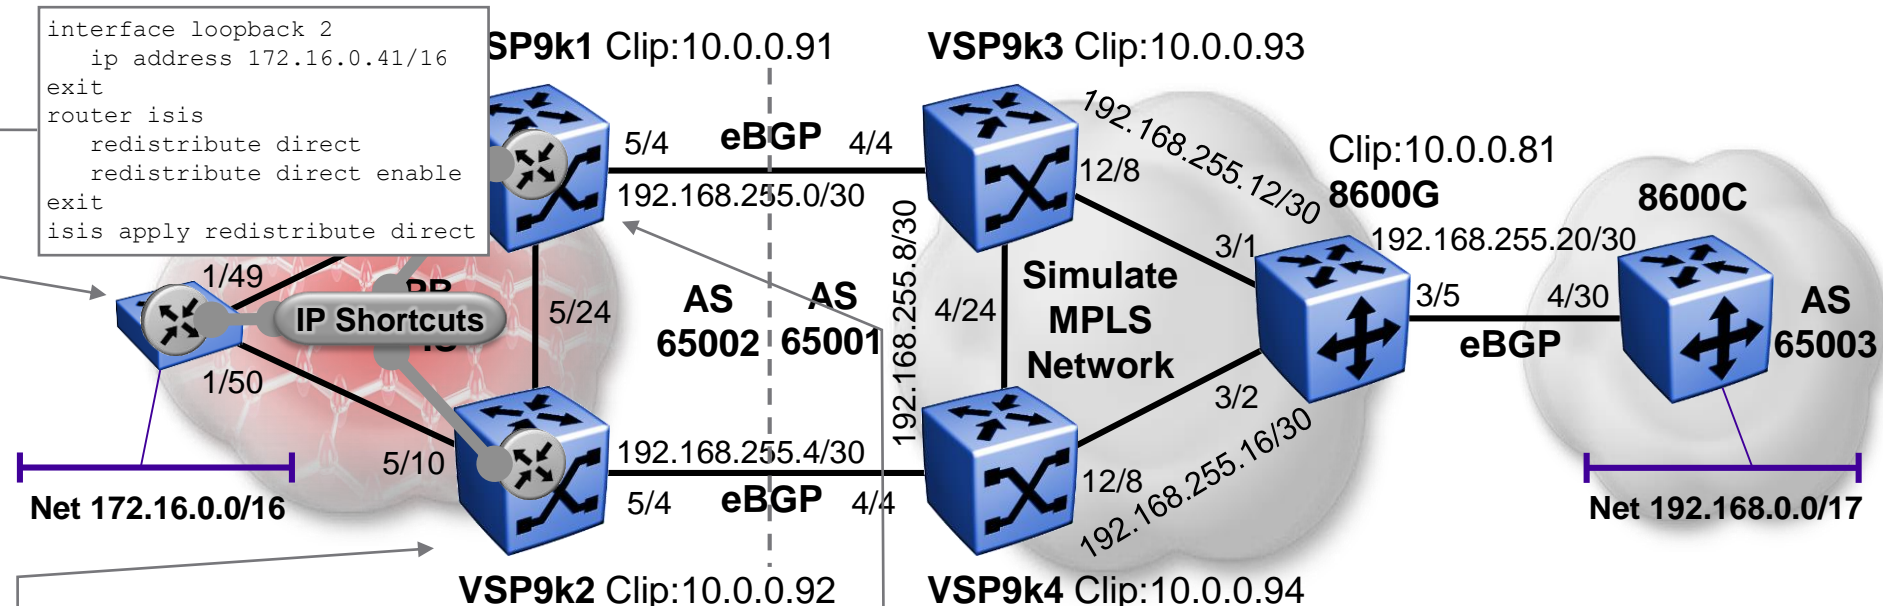 interface loopback 2
ip address 172.16.0.41/16
exit
router isis
redistribute direct
redistribute direct enable
exit
isis apply redistribute direct
SP9k1 Clip:10.0.0.91
VSP9k3 Clip:10.0.0.93
5/4 eBGP 4/4
192.168.255.0/30
12/8
192.168.255.12/30
Clip:10.0.0.81
8600G
8600C
192.168.255.20/30
3/1
1/49
IP Shortcuts
5/24
AS
65002
AS
65001
192.168.255.8/30
4/24
Simulate
MPLS
Network
3/5 4/30
eBGP
AS
65003
1/50
3/2
5/10
192.168.255.4/30
5/4 eBGP 4/4
12/8
192.168.255.16/30
Net 172.16.0.0/16
Net 192.168.0.0/17
VSP9k2 Clip:10.0.0.92
VSP9k4 Clip:10.0.0.94